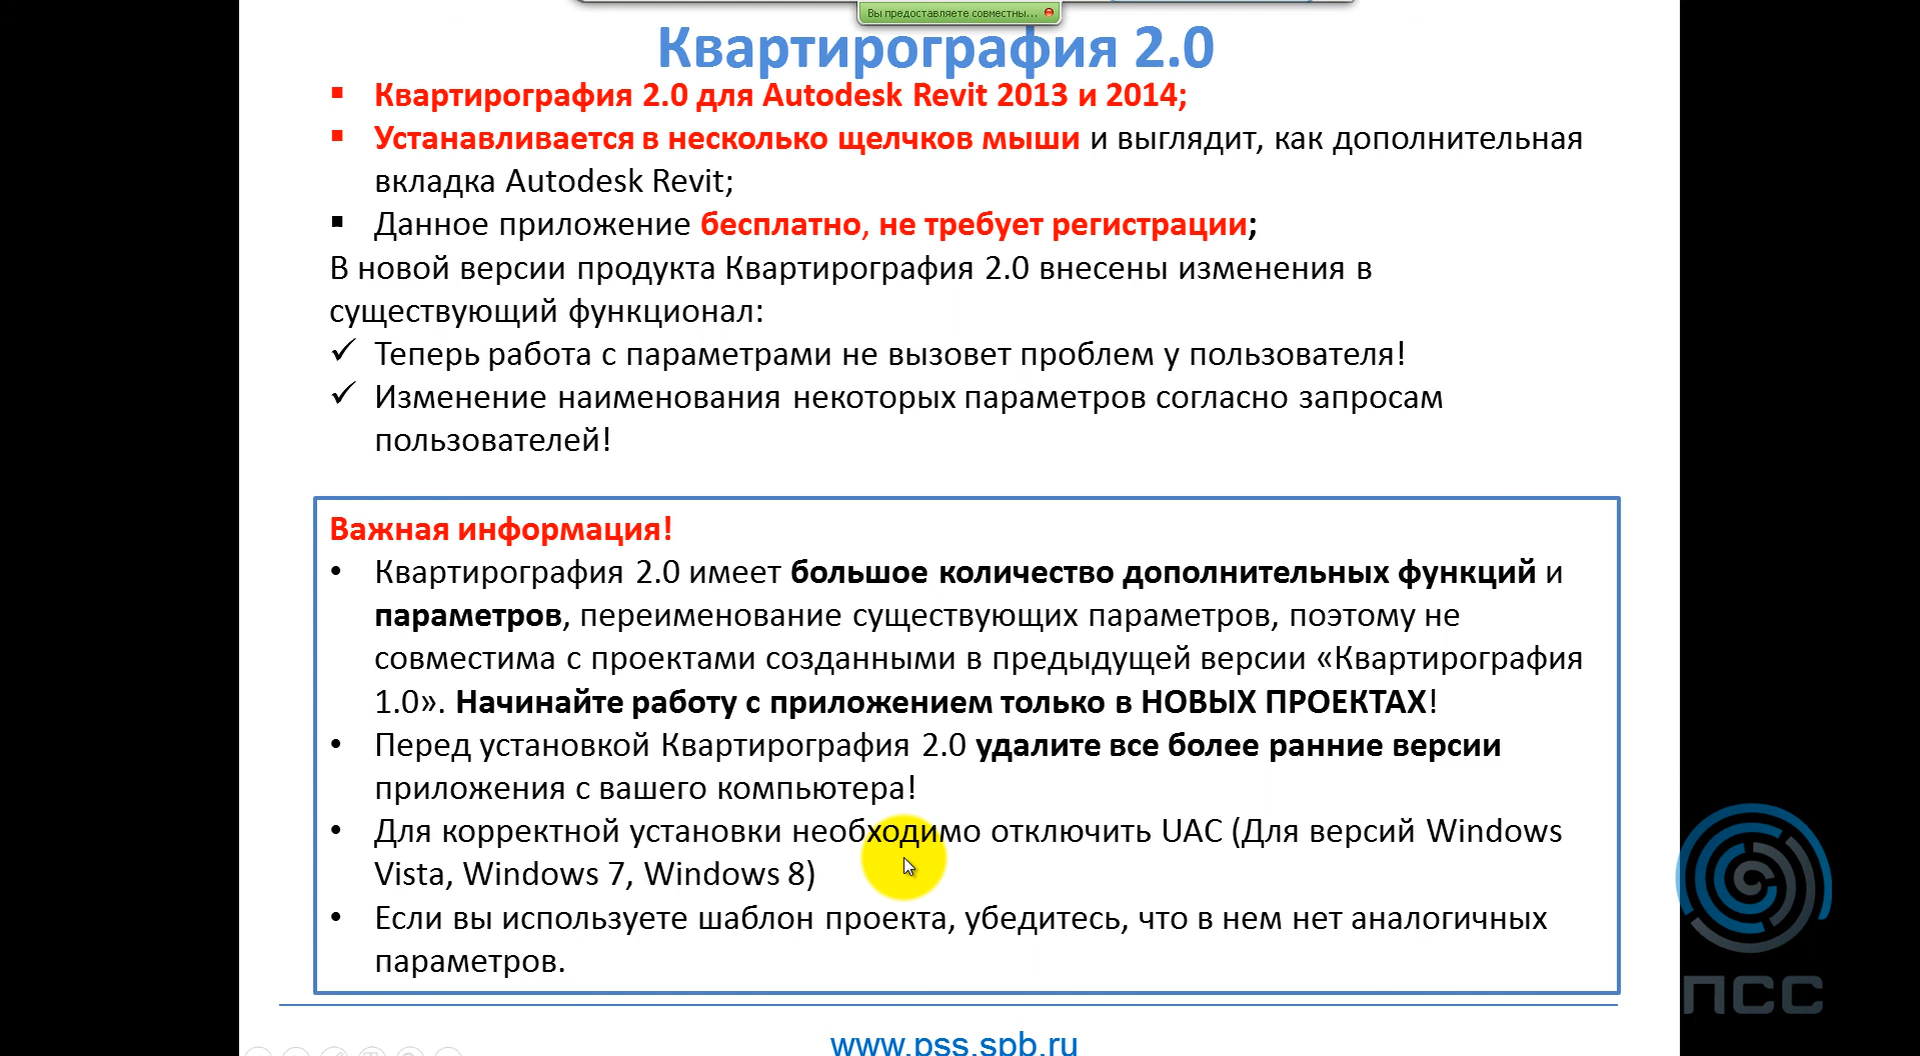 Вы предоставляете совместны...
Квартирография 2.0
Квартирография 2.0 для Autodesk Revit 2013 и 2014;
Устанавливается в несколько щелчков мыши и выглядит, как дополнительная
вкладка Autodesk Revit;
Данное приложение бесплатно, не требует регистрации;
В новой версии продукта Квартирография 2.0 внесены изменения в
существующий функционал:
Теперь работа с параметрами не вызовет проблем у пользователя!
Изменение наименования некоторых параметров согласно запросам
пользователей!
Важная информация!
Квартирография 2.0 имеет большое количество дополнительных функций и
параметров, переименование существующих параметров, поэтому не
совместима с проектами созданными в предыдущей версии «Квартирография
1.0». Начинайте работу с приложением только в НОВЫХ ПРОЕКТАХ!
Перед установкой Квартирография 2.0 удалите все более ранние версии
приложения с вашего компьютера!
Для корректной установки необходимо отключить UAC (Для версий Windows
Vista, Windows 7, Windows 8)
Если вы используете шаблон проекта, убедитесь, что в нем нет аналогичных
параметров.
ПСС
www.pss.spb.ru